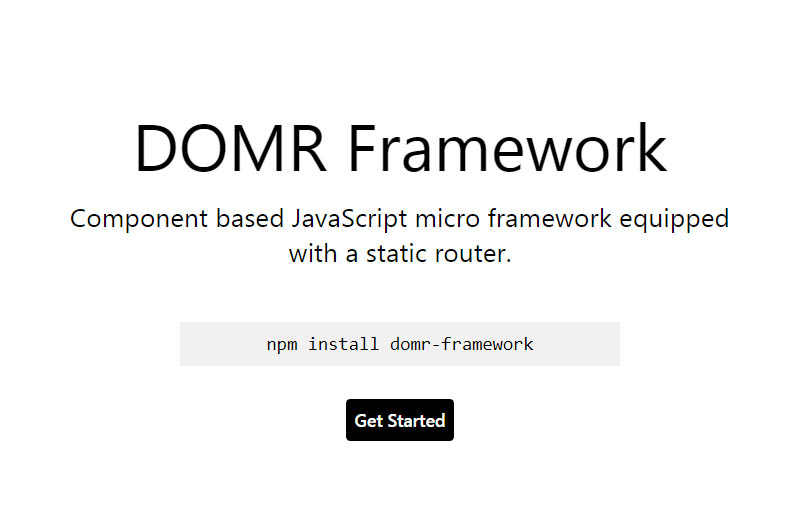 DOMR Framework
Component based JavaScript micro framework equipped
with a static router.
npm install domr-framework
Get Started